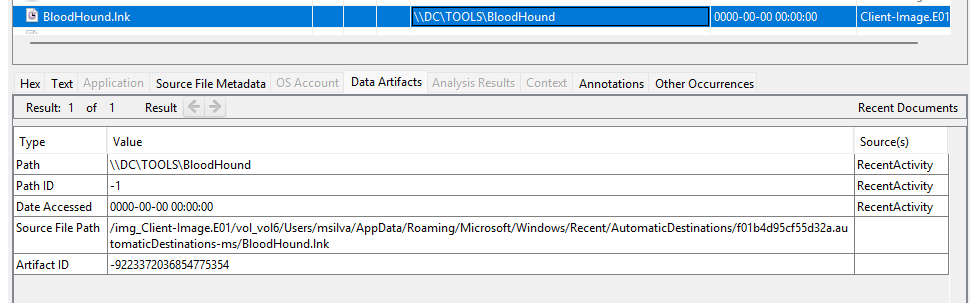 BloodHound.lnk \\DC\TOOLS\BloodHound 0000-00-00 00:00:00 Client-Image.E01
Hex Text Application Source File Metadata OS Account Data Artifacts Analysis Results Context Annotations Other Occurrences
Result: 1 of 1 Result Recent Documents
Type Value Source(s)
Path \\DC\TOOLS\BloodHound RecentActivity
Path ID -1 RecentActivity
Date Accessed 0000-00-00 00:00:00 RecentActivity
Source File Path /img_Client-Image.E01/vol_vol6/Users/msilva/AppData/Roaming/Microsoft/Windows/Recent/AutomaticDestinations/f01b4d95cf55d32a.au
tomaticDestinations-ms/BloodHound.lnk
Artifact ID -9223372036854775354